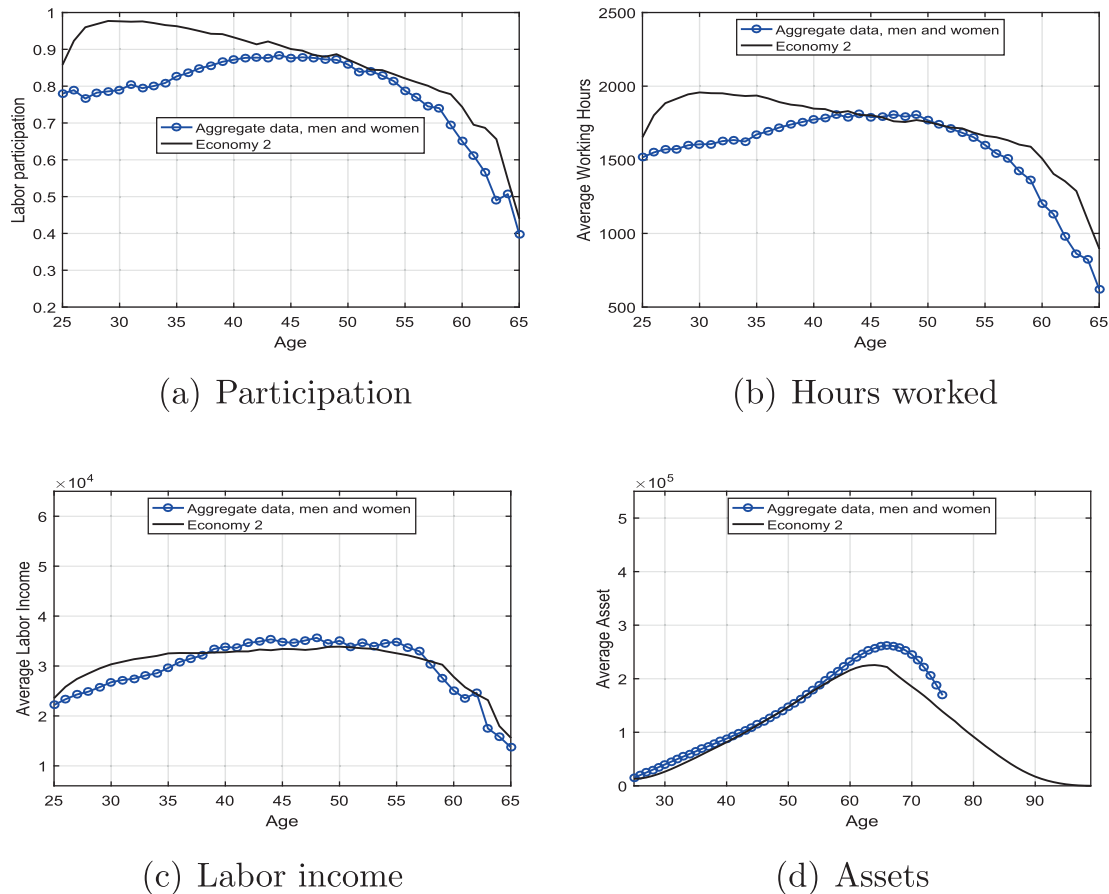 1
0.9
0.8
0.7
0.6
0.5
0.4
0.3
0.2
Labor participation
Aggregate data, men and women
Economy 2
25 30 35 40 45 50 55 60 65
Age
(a) Participation
2500
2000
1500
1000
500
Average Working Hours
Aggregate data, men and women
Economy 2
25 30 35 40 45 50 55 60 65
Age
(b) Hours worked
×10⁴
6
5
4
3
2
1
Average Labor Income
Aggregate data, men and women
Economy 2
25 30 35 40 45 50 55 60 65
Age
(c) Labor income
×10⁵
5
4
3
2
1
0
Average Asset
Aggregate data, men and women
Economy 2
30 40 50 60 70 80 90
Age
(d) Assets